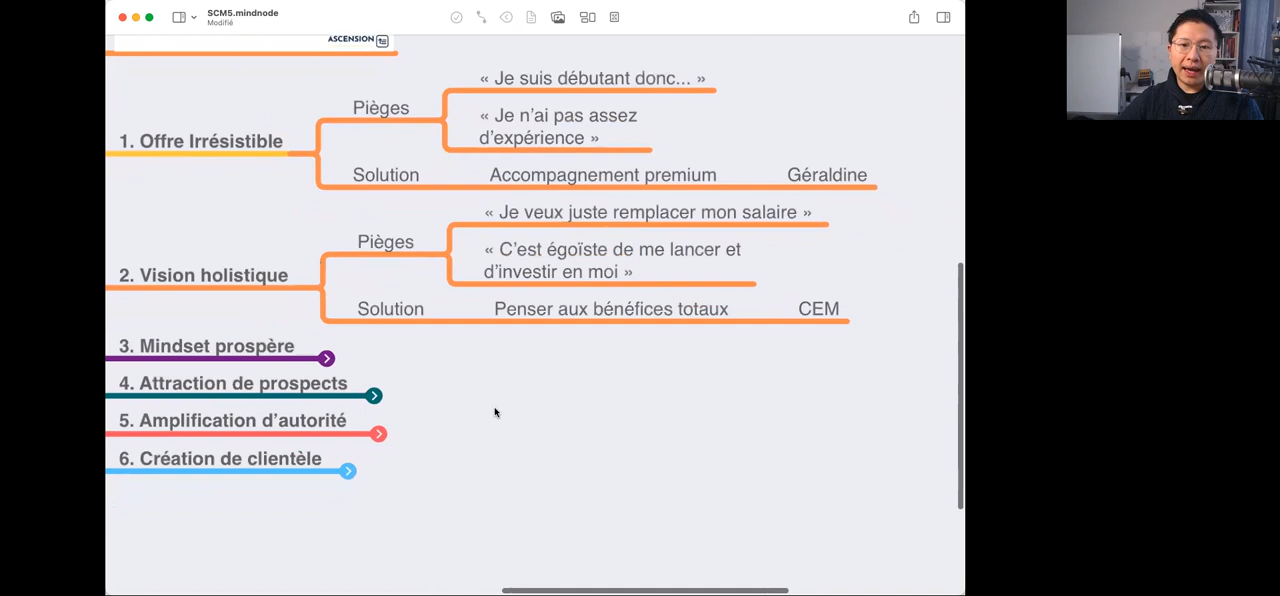 SCM5.mindnode
Modifié
ASCENSION
« Je suis débutant donc... »
Pièges
« Je n’ai pas assez
d’expérience »
1. Offre Irrésistible
Solution
Accompagnement premium
Géraldine
« Je veux juste remplacer mon salaire »
Pièges
« C’est égoïste de me lancer et
d’investir en moi »
2. Vision holistique
Solution
Penser aux bénéfices totaux
CEM
3. Mindset prospère
4. Attraction de prospects
5. Amplification d’autorité
6. Création de clientèle